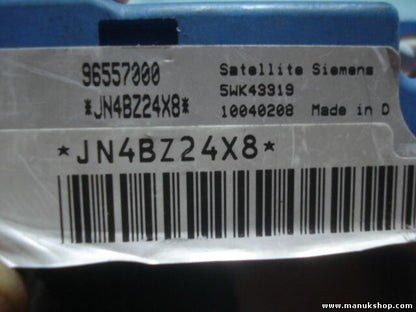 96557000 Satellite Siemens
*JN4BZ24X8* 5WK43319
10040208 Made in D
*JN4BZ24X8*
www.manukshop.com